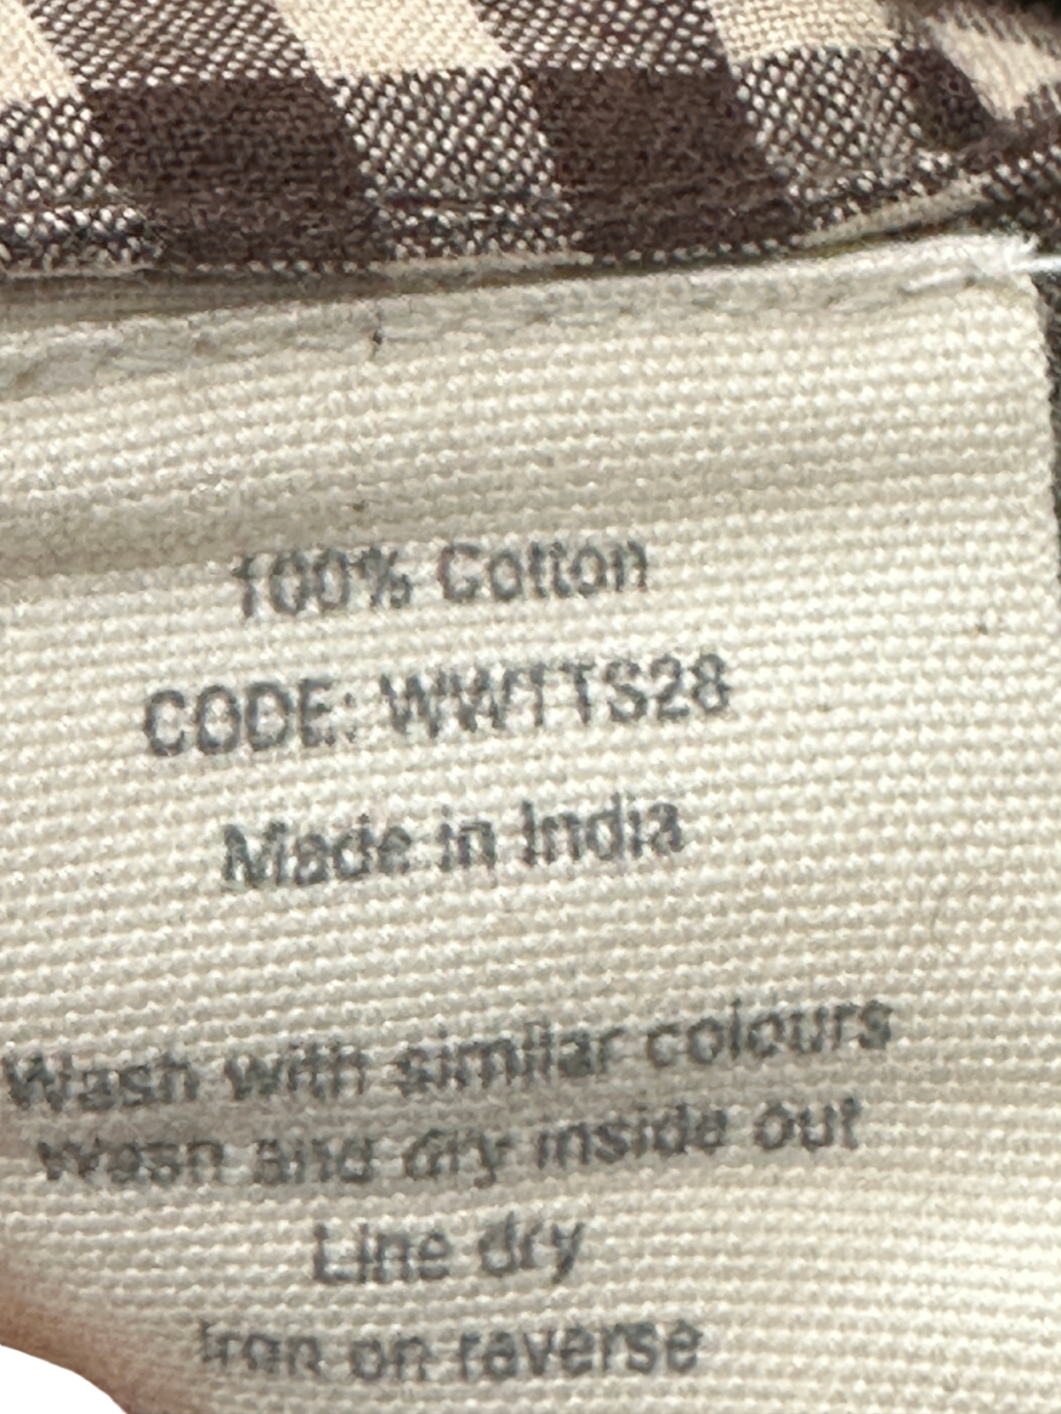 100% Cotton
CODE: WWTTS28
Made in India
Wash with similar colours
Wash and dry inside out
Line dry
Iron on reverse